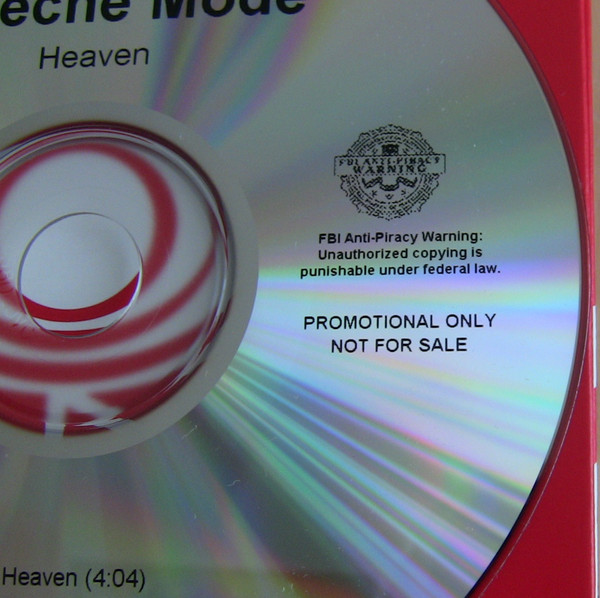 eche Mode
Heaven
FBI ANTI-PIRACY
WARNING
FBI Anti-Piracy Warning:
Unauthorized copying is
punishable under federal law.
PROMOTIONAL ONLY
NOT FOR SALE
Heaven (4:04)